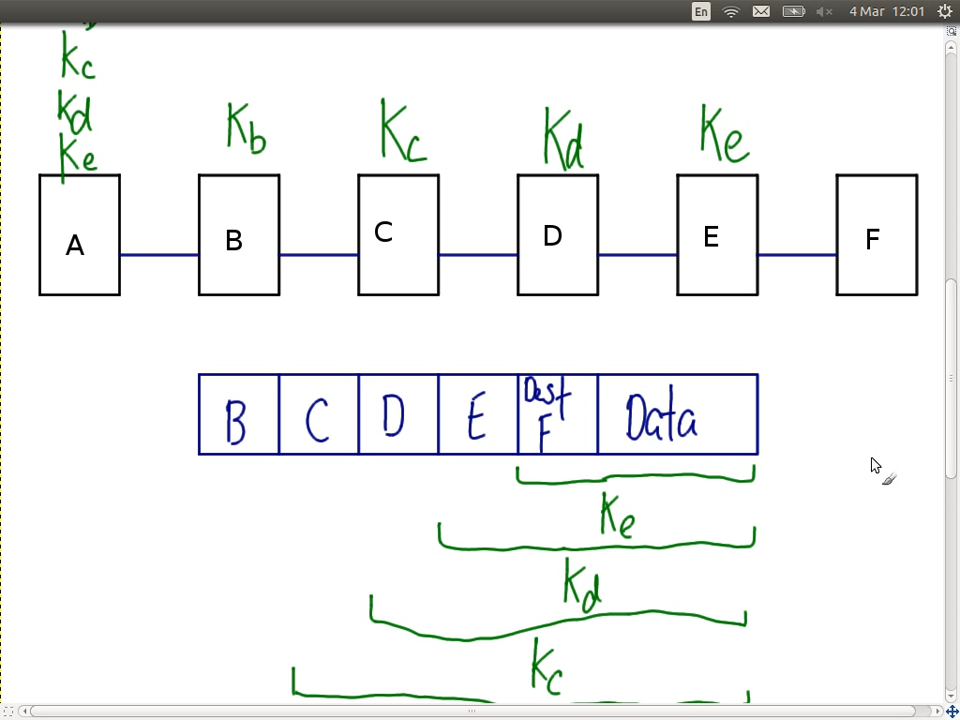 En 4 Mar 12:01
Kc
Kd
Ke
Kb Kc Kd Ke
A B C D E F
B C D E Dest F Data
Ke
Kd
Kc